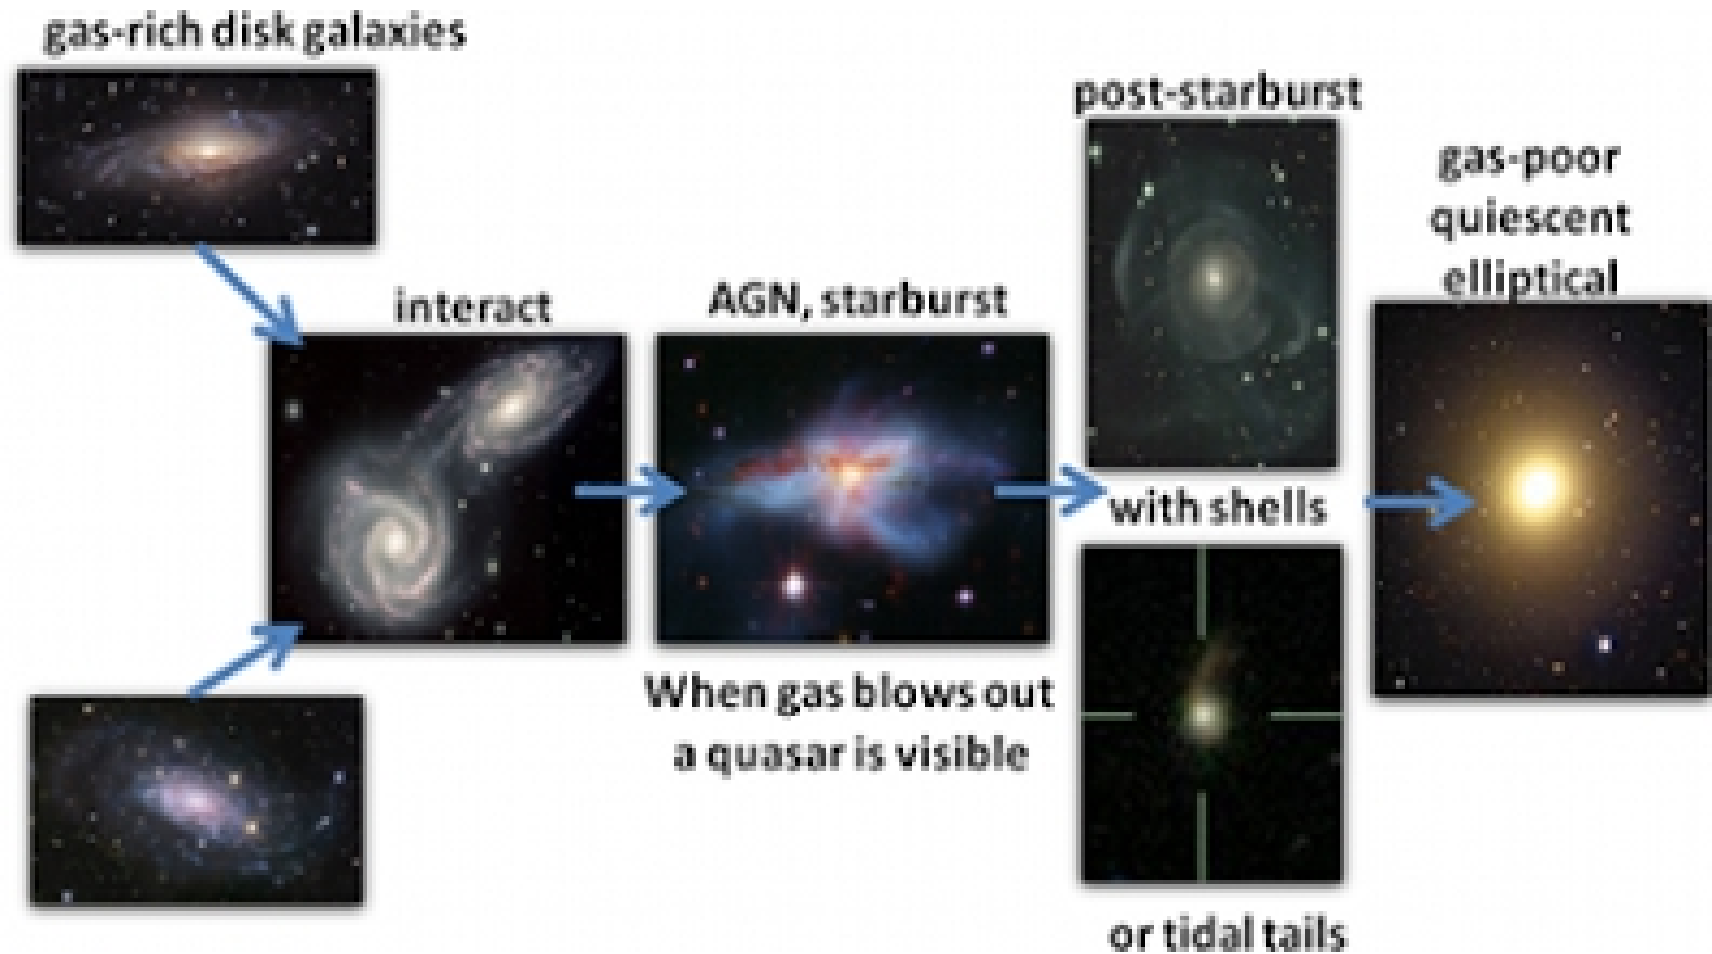 gas-rich disk galaxies
interact
AGN, starburst
When gas blows out
a quasar is visible
post-starburst
with shells
or tidal tails
gas-poor
quiescent
elliptical